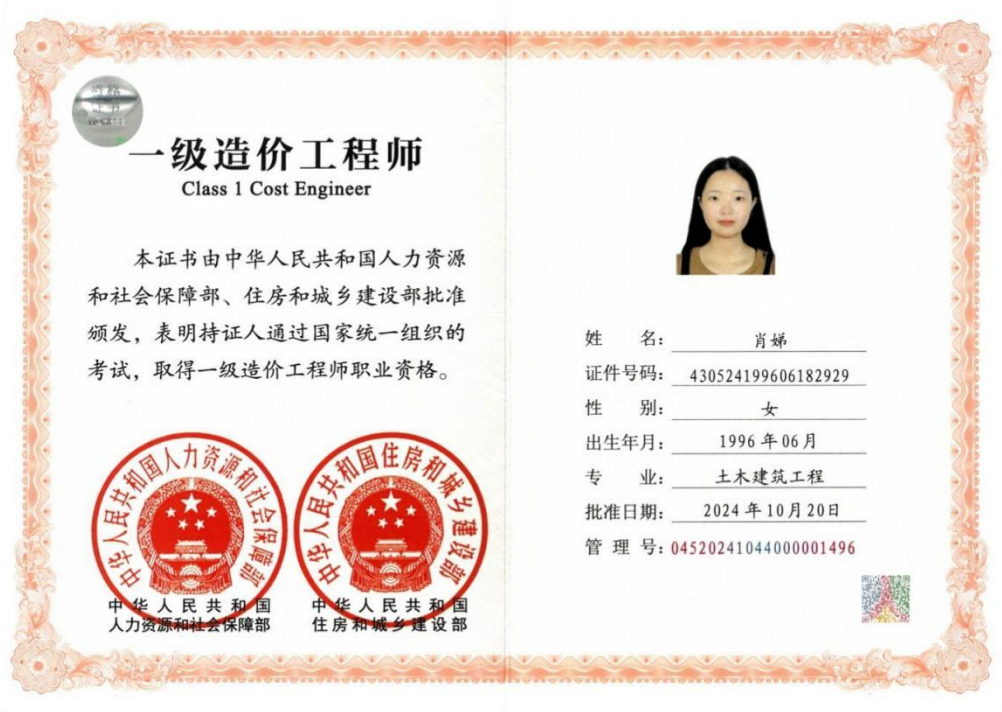 一级造价工程师
Class 1 Cost Engineer
本证书由中华人民共和国人力资源
和社会保障部、住房和城乡建设部批准
颁发，表明持证人通过国家统一组织的
考试，取得一级造价工程师职业资格。
中华人民共和国人力资源和社会保障部
中华人民共和国住房和城乡建设部
中华人民共和国
人力资源和社会保障部
中华人民共和国
住房和城乡建设部
姓 名： 肖娣
证件号码： 430524199606182929
性 别： 女
出生年月： 1996年06月
专 业： 土木建筑工程
批准日期： 2024年10月20日
管 理 号： 04520241044000001496